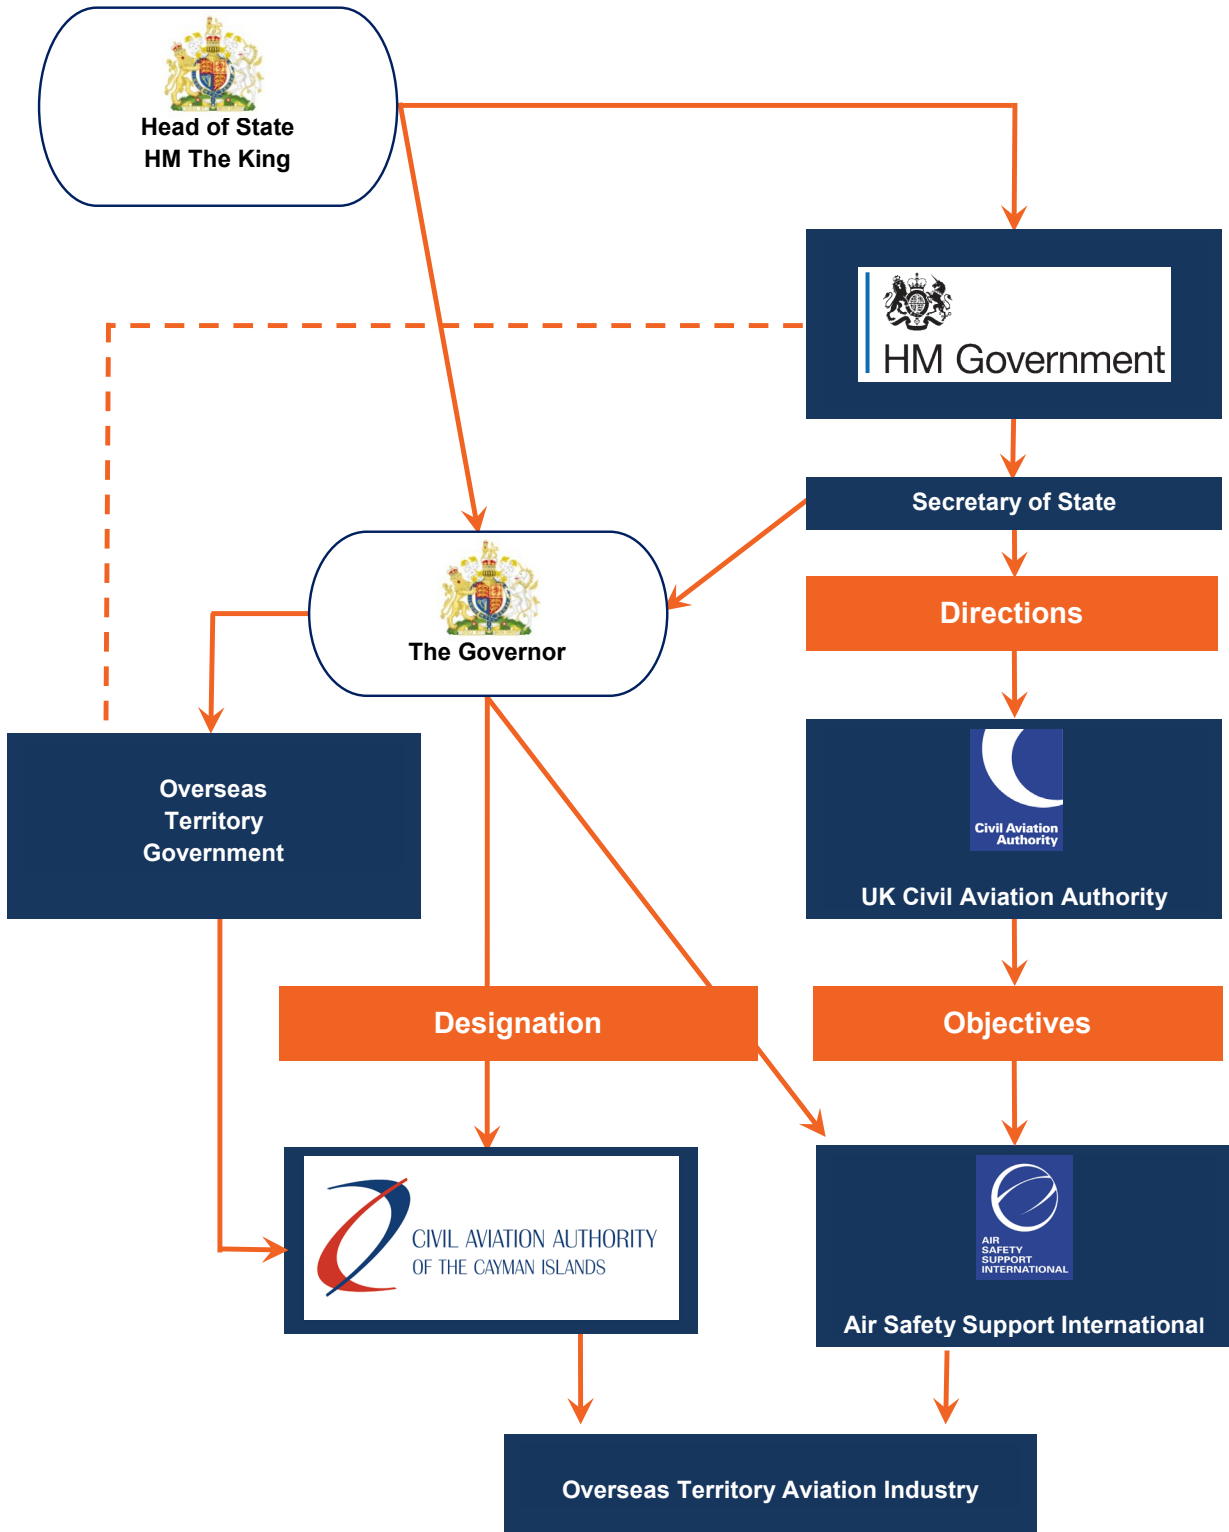 Head of State
HM The King
HM Government
Secretary of State
Directions
The Governor
Overseas
Territory
Government
Civil Aviation
Authority
UK Civil Aviation Authority
Designation
Objectives
CIVIL AVIATION AUTHORITY
OF THE CAYMAN ISLANDS
AIR
SAFETY
SUPPORT
INTERNATIONAL
Air Safety Support International
Overseas Territory Aviation Industry